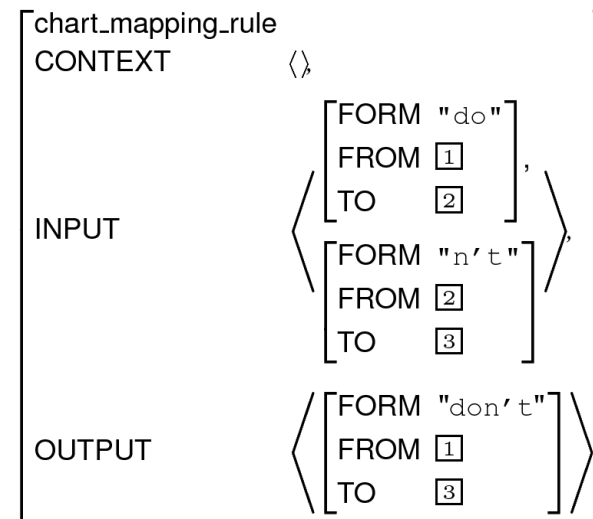 chart_mapping_rule
CONTEXT ⟨⟩,
FORM "do"
FROM 1
TO 2 ,
INPUT
FORM "n't"
FROM 2
TO 3 ,
FORM "don't"
FROM 1
OUTPUT
TO 3